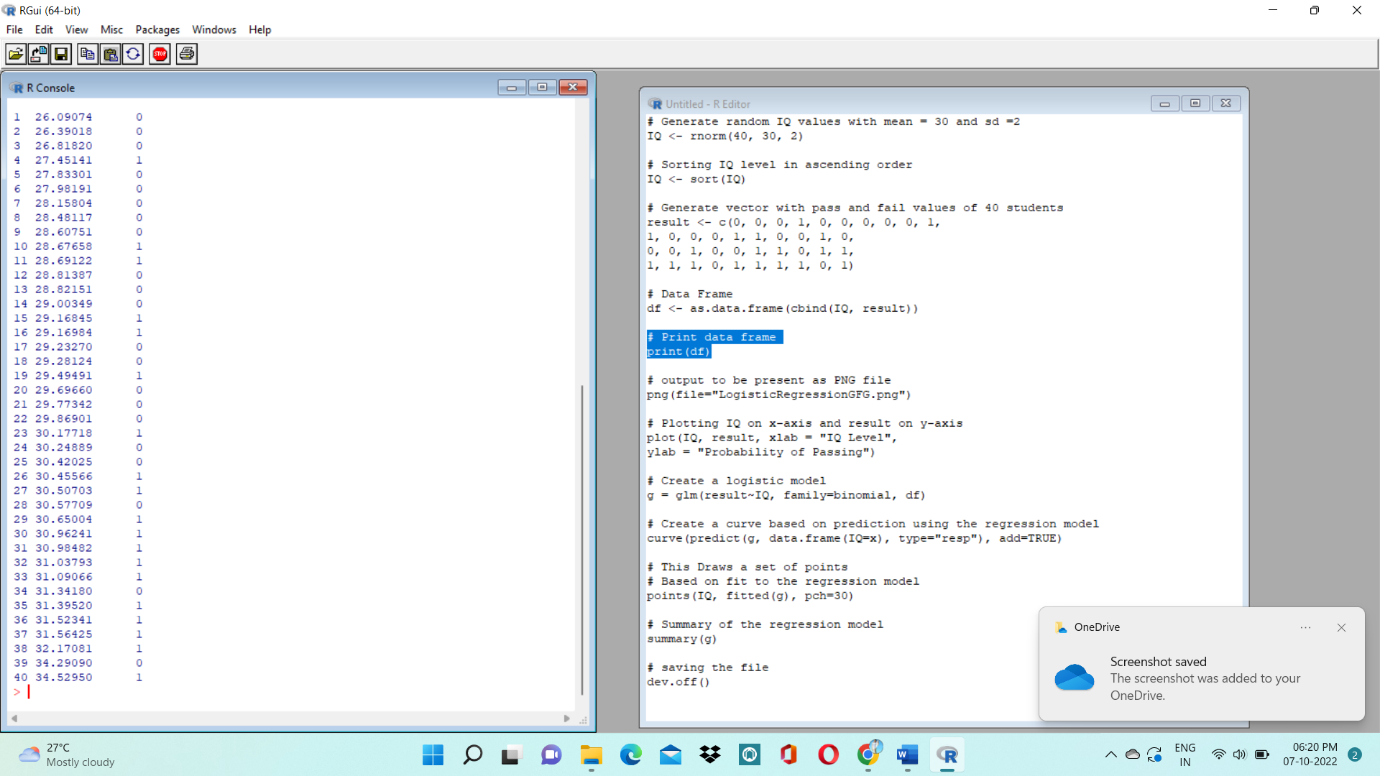 RGui (64-bit)
File Edit View Misc Packages Windows Help
STOP
R Console
1 26.09074 0
2 26.39018 0
3 26.81820 0
4 27.45141 1
5 27.83301 0
6 27.98191 0
7 28.15804 0
8 28.48117 0
9 28.60751 0
10 28.67658 1
11 28.69122 1
12 28.81387 0
13 28.82151 0
14 29.00349 0
15 29.16845 1
16 29.16984 1
17 29.23270 0
18 29.28124 0
19 29.49491 1
20 29.69660 0
21 29.77342 0
22 29.86901 0
23 30.17718 1
24 30.24889 0
25 30.42025 0
26 30.45566 1
27 30.50703 1
28 30.57709 0
29 30.65004 1
30 30.96241 1
31 30.98482 1
32 31.03793 1
33 31.09066 1
34 31.34180 0
35 31.39520 1
36 31.52341 1
37 31.56425 1
38 32.17081 1
39 34.29090 0
40 34.52950 1
>
Untitled - R Editor
# Generate random IQ values with mean = 30 and sd =2
IQ <- rnorm(40, 30, 2)
# Sorting IQ level in ascending order
IQ <- sort(IQ)
# Generate vector with pass and fail values of 40 students
result <- c(0, 0, 0, 1, 0, 0, 0, 0, 0, 1,
1, 0, 0, 0, 1, 1, 0, 0, 1, 0,
0, 0, 1, 0, 0, 1, 1, 0, 1, 1,
1, 1, 1, 0, 1, 1, 1, 1, 0, 1)
# Data Frame
df <- as.data.frame(cbind(IQ, result))
# Print data frame
print(df)
# output to be present as PNG file
png(file="LogisticRegressionGFG.png")
# Plotting IQ on x-axis and result on y-axis
plot(IQ, result, xlab = "IQ Level",
ylab = "Probability of Passing")
# Create a logistic model
g = glm(result~IQ, family=binomial, df)
# Create a curve based on prediction using the regression model
curve(predict(g, data.frame(IQ=x), type="resp"), add=TRUE)
# This Draws a set of points
# Based on fit to the regression model
points(IQ, fitted(g), pch=30)
# Summary of the regression model
summary(g)
# saving the file
dev.off()
OneDrive
Screenshot saved
The screenshot was added to your
OneDrive.
27°C
Mostly cloudy
ENG
IN
06:20 PM
07-10-2022
2